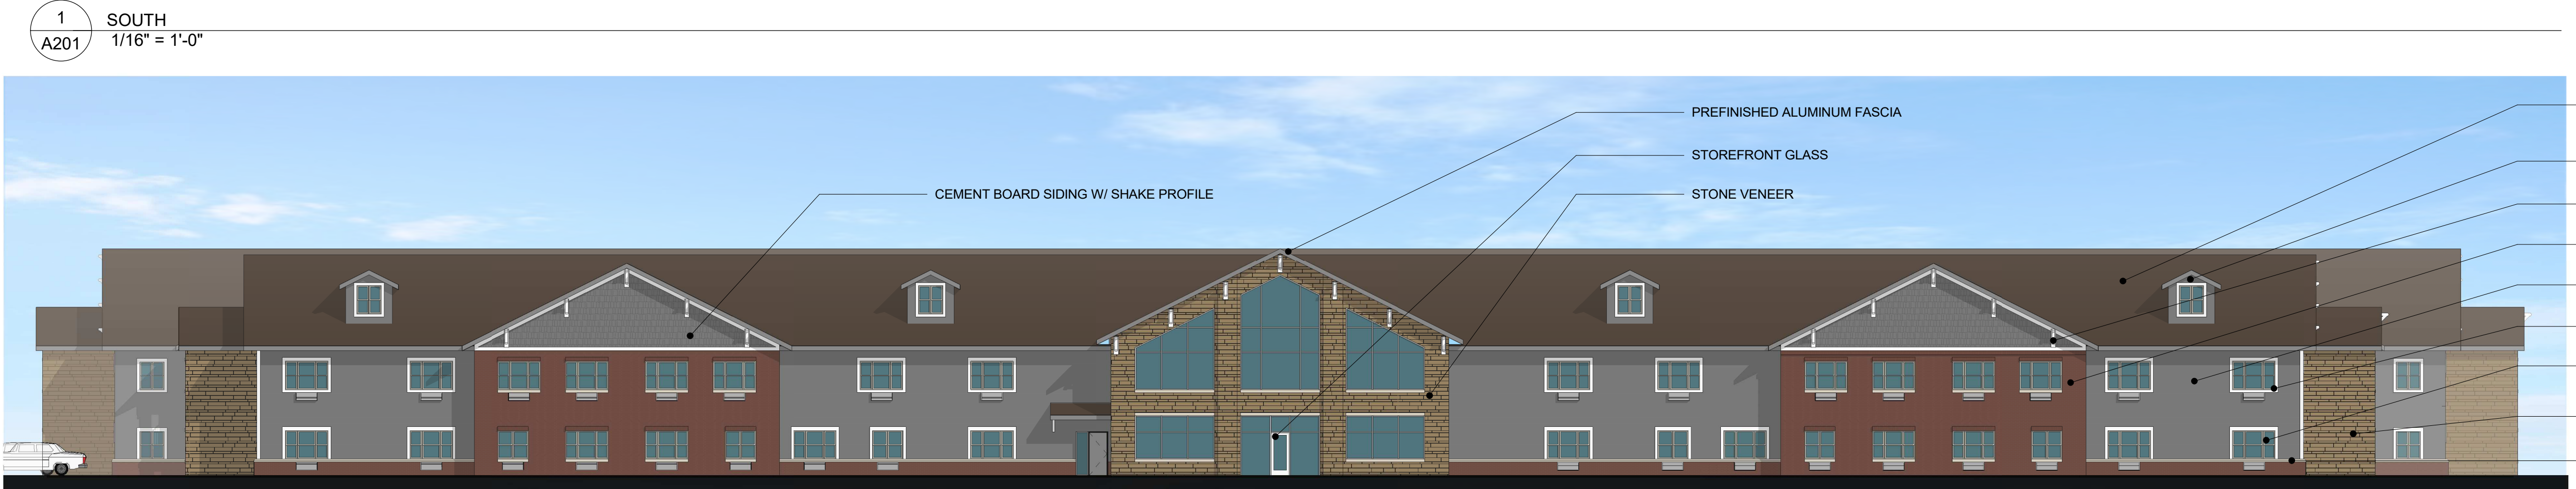 1
SOUTH
A201
1/16" = 1'-0"
PREFINISHED ALUMINUM FASCIA
STOREFRONT GLASS
CEMENT BOARD SIDING W/ SHAKE PROFILE
STONE VENEER